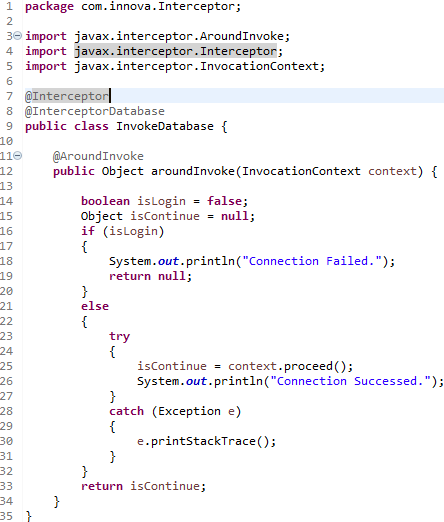 1 package com.innova.Interceptor;
2
3 import javax.interceptor.AroundInvoke;
4 import javax.interceptor.Interceptor;
5 import javax.interceptor.InvocationContext;
6
7 @Interceptor
8 @InterceptorDatabase
9 public class InvokeDatabase {
10
11 @AroundInvoke
12 public Object aroundInvoke(InvocationContext context) {
13
14 boolean isLogin = false;
15 Object isContinue = null;
16 if (isLogin)
17 {
18 System.out.println("Connection Failed.");
19 return null;
20 }
21 else
22 {
23 try
24 {
25 isContinue = context.proceed();
26 System.out.println("Connection Successed.");
27 }
28 catch (Exception e)
29 {
30 e.printStackTrace();
31 }
32 }
33 return isContinue;
34 }
35 }